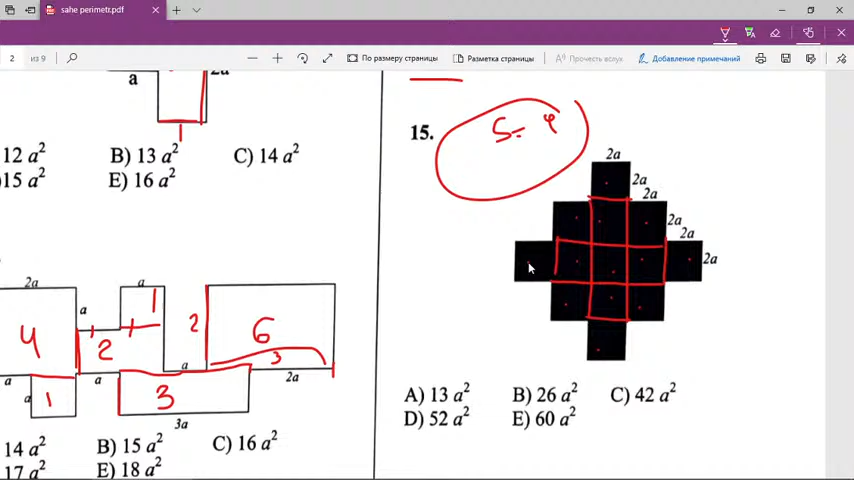 sahe perimetr.pdf
2 из 9
По размеру страницы
Разметка страницы
Прочесть вслух
Добавить примечания
a
2a
1
12 a²
B) 13 a²
C) 14 a²
15 a²
E) 16 a²
2a
a
a
1
4
2
2
6
3
a
a
a
a
2a
1
3
3a
14 a²
B) 15 a²
C) 16 a²
17 a²
E) 18 a²
15.
S= 4
2a
2a
2a
2a
2a
2a
A) 13 a²
B) 26 a²
C) 42 a²
D) 52 a²
E) 60 a²